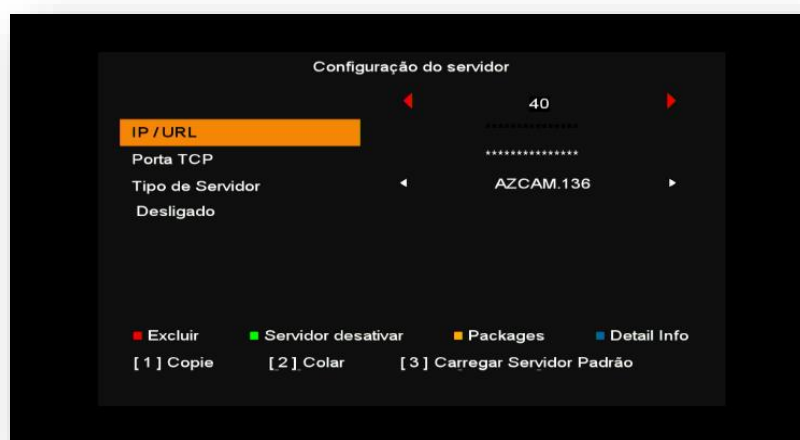 Configuração do servidor
40
IP / URL ***************
Porta TCP ***************
Tipo de Servidor AZCAM.136
Desligado
Excluir Servidor desativar Packages Detail Info
[1] Copie [2] Colar [3] Carregar Servidor Padrão